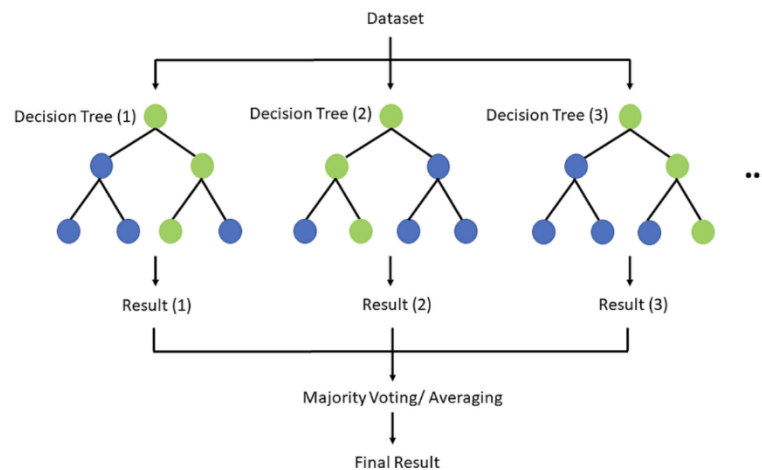 Dataset
Decision Tree (1)
Decision Tree (2)
Decision Tree (3)
..
Result (1)
Result (2)
Result (3)
Majority Voting/ Averaging
Final Result